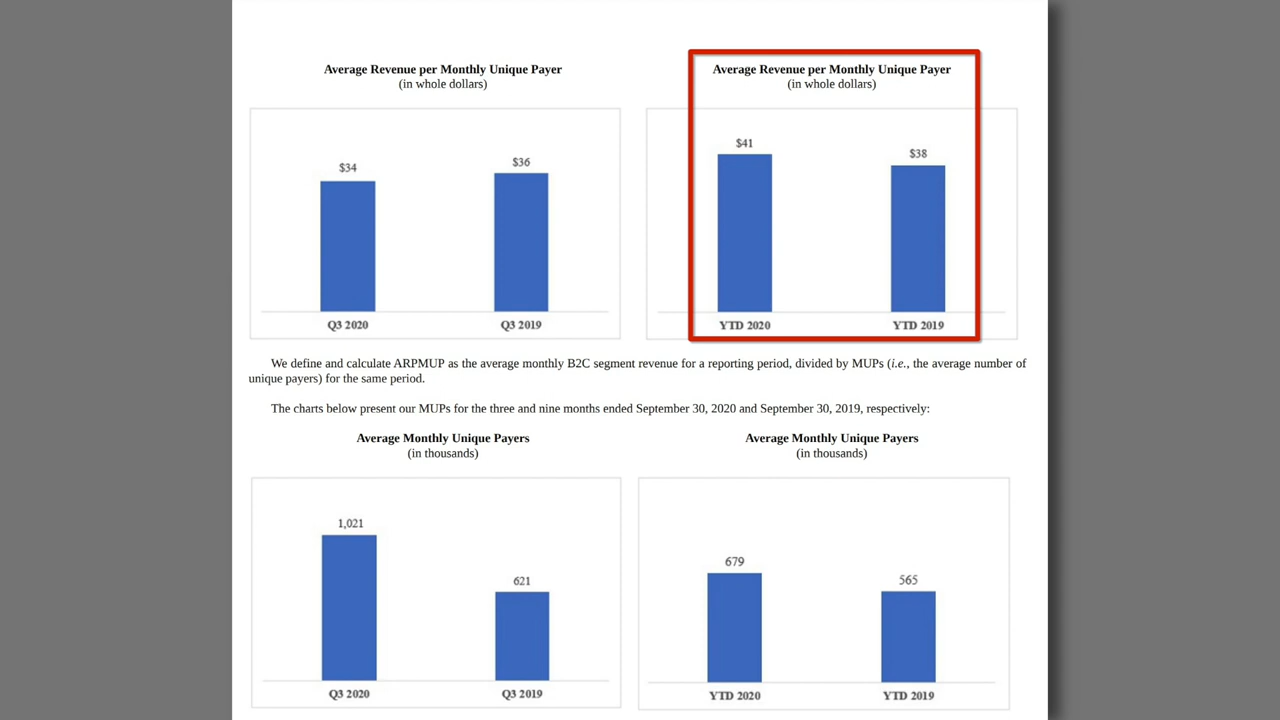 Average Revenue per Monthly Unique Payer
(in whole dollars)
$34
$36
Q3 2020
Q3 2019
Average Revenue per Monthly Unique Payer
(in whole dollars)
$41
$38
YTD 2020
YTD 2019
We define and calculate ARPMUP as the average monthly B2C segment revenue for a reporting period, divided by MUPs (i.e., the average number of
unique payers) for the same period.
The charts below present our MUPs for the three and nine months ended September 30, 2020 and September 30, 2019, respectively:
Average Monthly Unique Payers
(in thousands)
1,021
621
Q3 2020
Q3 2019
Average Monthly Unique Payers
(in thousands)
679
565
YTD 2020
YTD 2019